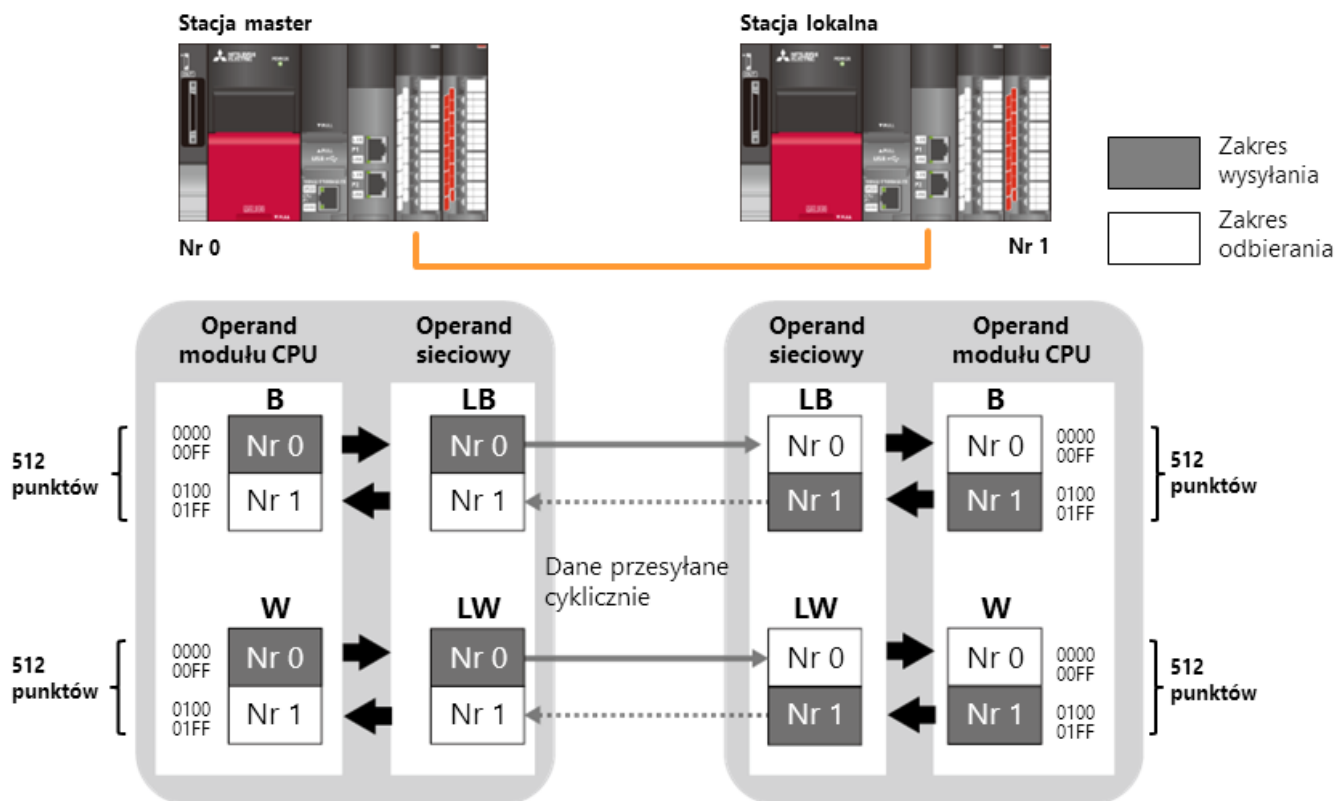 Stacja master
Stacja lokalna
MITSUBISHI
ELECTRIC
MITSUBISHI
ELECTRIC
Zakres
wysyłania
Zakres
odbierania
Nr 0
Nr 1
Operand
modułu CPU
Operand
sieciowy
Operand
sieciowy
Operand
modułu CPU
B
LB
LB
B
512
punktów
0000
00FF
Nr 0
Nr 0
Nr 0
Nr 0
0000
00FF
512
punktów
0100
01FF
Nr 1
Nr 1
Nr 1
Nr 1
0100
01FF
Dane przesyłane
cyklicznie
W
LW
LW
W
512
punktów
0000
00FF
Nr 0
Nr 0
Nr 0
Nr 0
0000
00FF
512
punktów
0100
01FF
Nr 1
Nr 1
Nr 1
Nr 1
0100
01FF